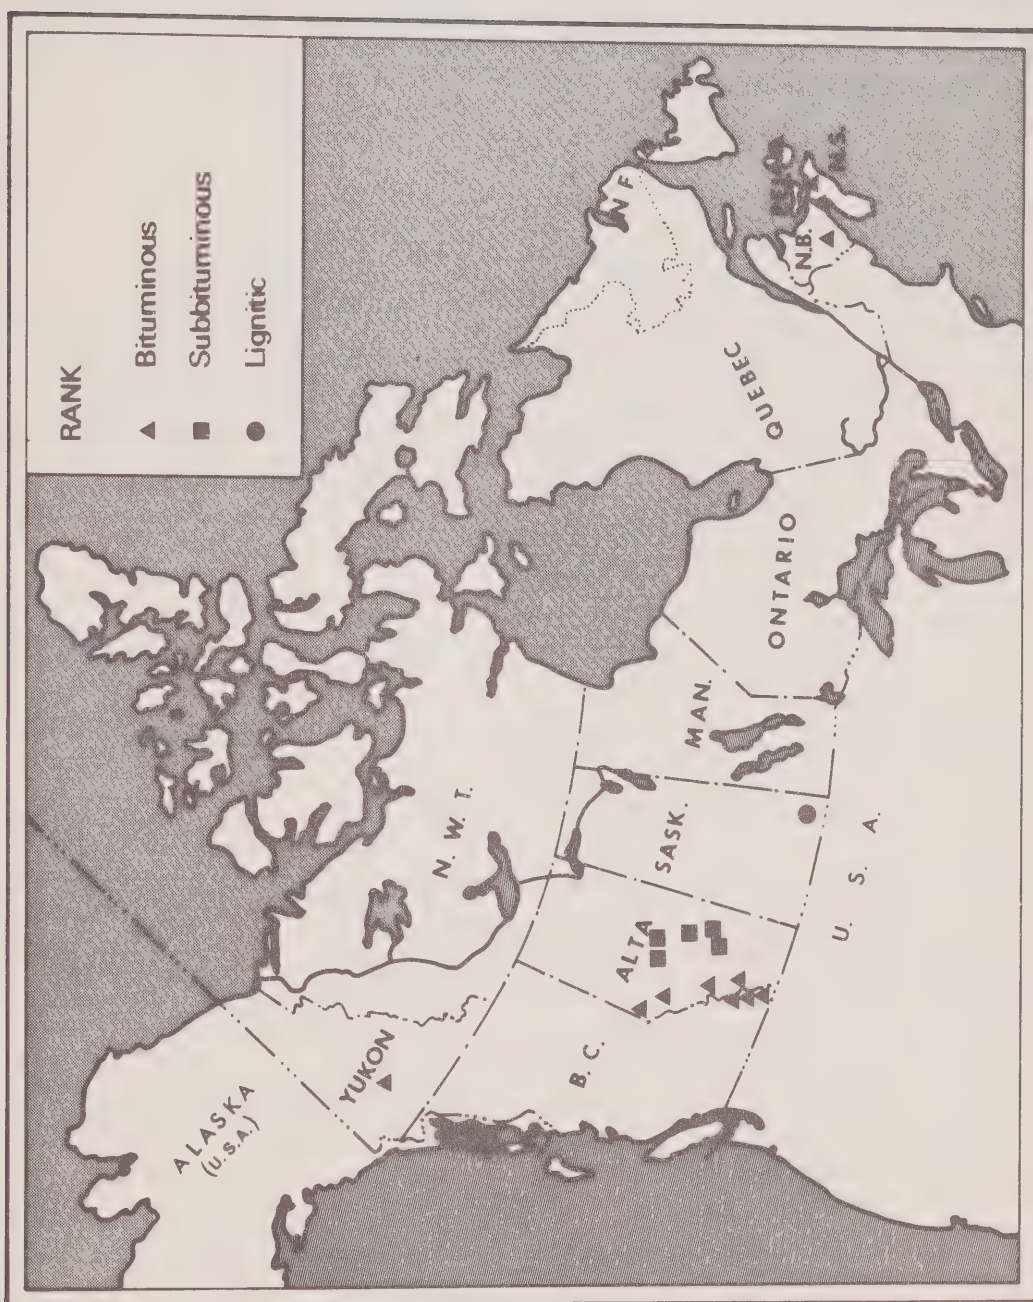 RANK
Bituminous
Subbituminous
Lignitic
ALASKA
(U.S.A.)
YUKON
N. W. T.
B. C.
ALTA
SASK.
MAN.
ONTARIO
QUEBEC
N F
N.B.
N.S.
U. S. A.